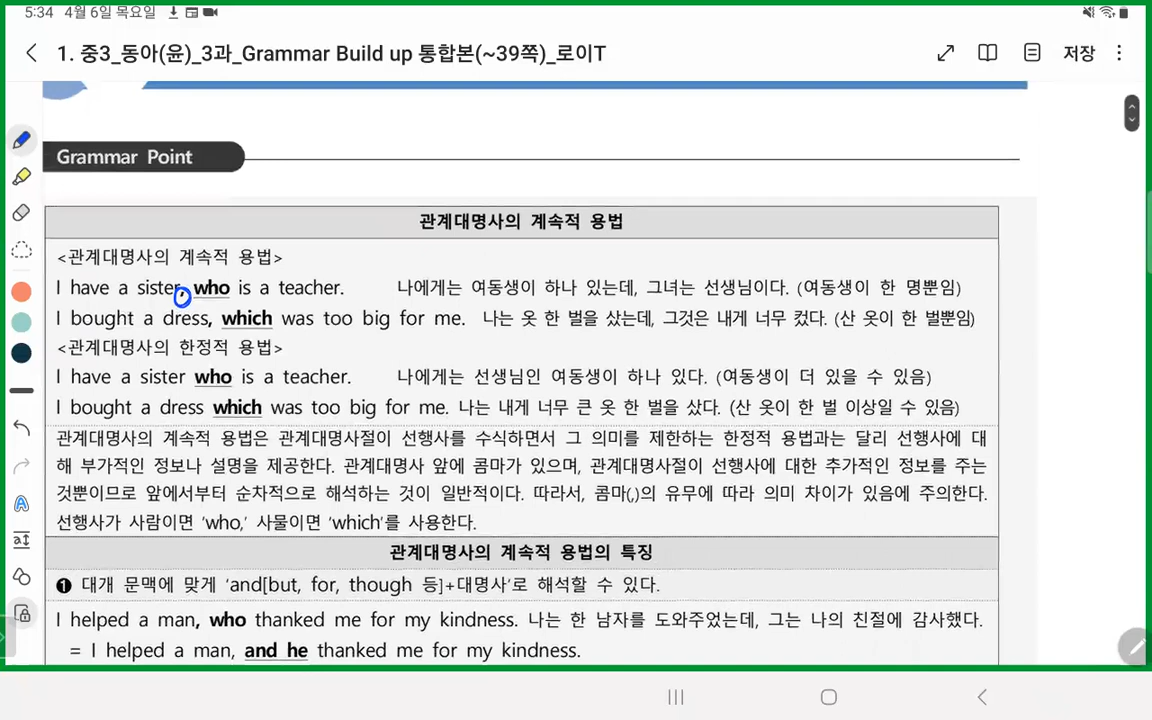 5:34 4월 6일 목요일
1. 중3_동아(윤)_3과_Grammar Build up 통합본(~39쪽)_로이T 저장
Grammar Point
관계대명사의 계속적 용법
<관계대명사의 계속적 용법>
I have a sister, who is a teacher. 나에게는 여동생이 하나 있는데, 그녀는 선생님이다. (여동생이 한 명뿐임)
I bought a dress, which was too big for me. 나는 옷 한 벌을 샀는데, 그것은 내게 너무 컸다. (산 옷이 한 벌뿐임)
<관계대명사의 한정적 용법>
I have a sister who is a teacher. 나에게는 선생님인 여동생이 하나 있다. (여동생이 더 있을 수 있음)
I bought a dress which was too big for me. 나는 내게 너무 큰 옷 한 벌을 샀다. (산 옷이 한 벌 이상일 수 있음)
관계대명사의 계속적 용법은 관계대명사절이 선행사를 수식하면서 그 의미를 제한하는 한정적 용법과는 달리 선행사에 대
해 부가적인 정보나 설명을 제공한다. 관계대명사 앞에 콤마가 있으며, 관계대명사절이 선행사에 대한 추가적인 정보를 주는
것뿐이므로 앞에서부터 순차적으로 해석하는 것이 일반적이다. 따라서, 콤마(,)의 유무에 따라 의미 차이가 있음에 주의한다.
선행사가 사람이면 'who,' 사물이면 'which'를 사용한다.
관계대명사의 계속적 용법의 특징
❶ 대개 문맥에 맞게 'and[but, for, though 등]+대명사'로 해석할 수 있다.
I helped a man, who thanked me for my kindness. 나는 한 남자를 도와주었는데, 그는 나의 친절에 감사했다.
= I helped a man, and he thanked me for my kindness.